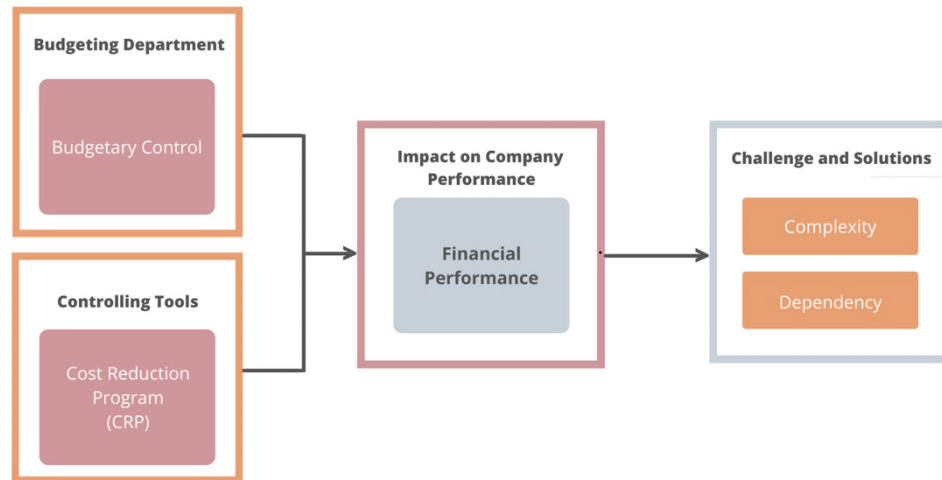 Budgeting Department
Budgetary Control
Controlling Tools
Cost Reduction
Program
(CRP)
Impact on Company
Performance
Financial
Performance
Challenge and Solutions
Complexity
Dependency